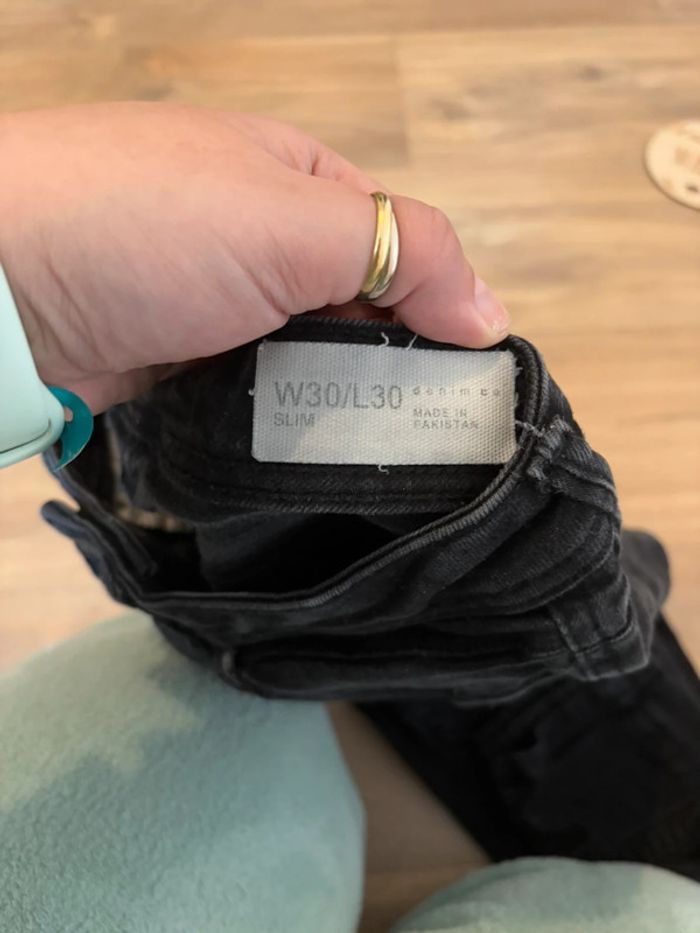 W30/L30
SLIM
denim co
MADE IN
PAKISTAN